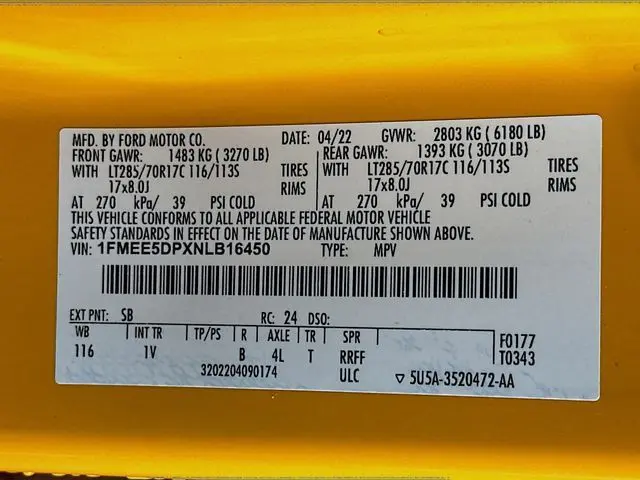 MFD. BY FORD MOTOR CO. DATE: 04/22 GVWR: 2803 KG ( 6180 LB)
FRONT GAWR: 1483 KG ( 3270 LB) REAR GAWR: 1393 KG ( 3070 LB)
WITH LT285/70R17C 116/113S TIRES WITH LT285/70R17C 116/113S TIRES
17x8.0J RIMS 17x8.0J RIMS
AT 270 kPa/ 39 PSI COLD AT 270 kPa/ 39 PSI COLD
THIS VEHICLE CONFORMS TO ALL APPLICABLE FEDERAL MOTOR VEHICLE
SAFETY STANDARDS IN EFFECT ON THE DATE OF MANUFACTURE SHOWN ABOVE.
VIN: 1FMEE5DPXNLB16450 TYPE: MPV
EXT PNT: SB RC: 24 DSO:
WB INT TR TP/PS R AXLE TR SPR F0177
116 1V B 4L T RRFF T0343
3202204090174 ULC ▽ 5U5A-3520472-AA